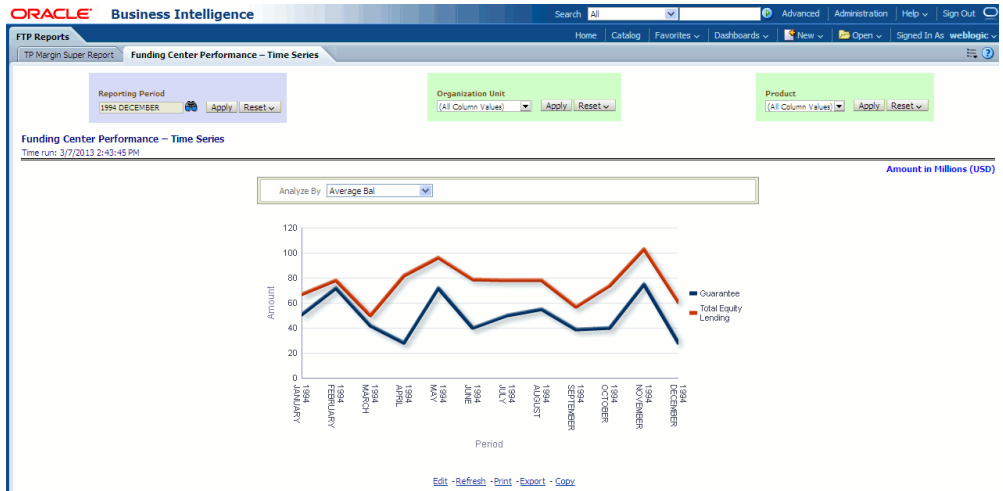 ORACLE Business Intelligence
Search All Advanced Administration Help Sign Out
FTP Reports
Home Catalog Favorites Dashboards New Open Signed In As weblogic
TP Margin Super Report Funding Center Performance – Time Series
Reporting Period
1994 DECEMBER Apply Reset
Organization Unit
(All Column Values) Apply Reset
Product
(All Column Values) Apply Reset
Funding Center Performance – Time Series
Time run: 3/7/2013 2:43:45 PM
Amount in Millions (USD)
Analyze By Average Bal
120
100
80
60
40
20
0
Amount
Guarantee
Total Equity
Lending
1994
JANUARY
1994
FEBRUARY
1994
MARCH
1994
APRIL
1994
MAY
1994
JUNE
1994
JULY
1994
AUGUST
1994
SEPTEMBER
1994
OCTOBER
1994
NOVEMBER
1994
DECEMBER
Period
Edit - Refresh - Print - Export - Copy